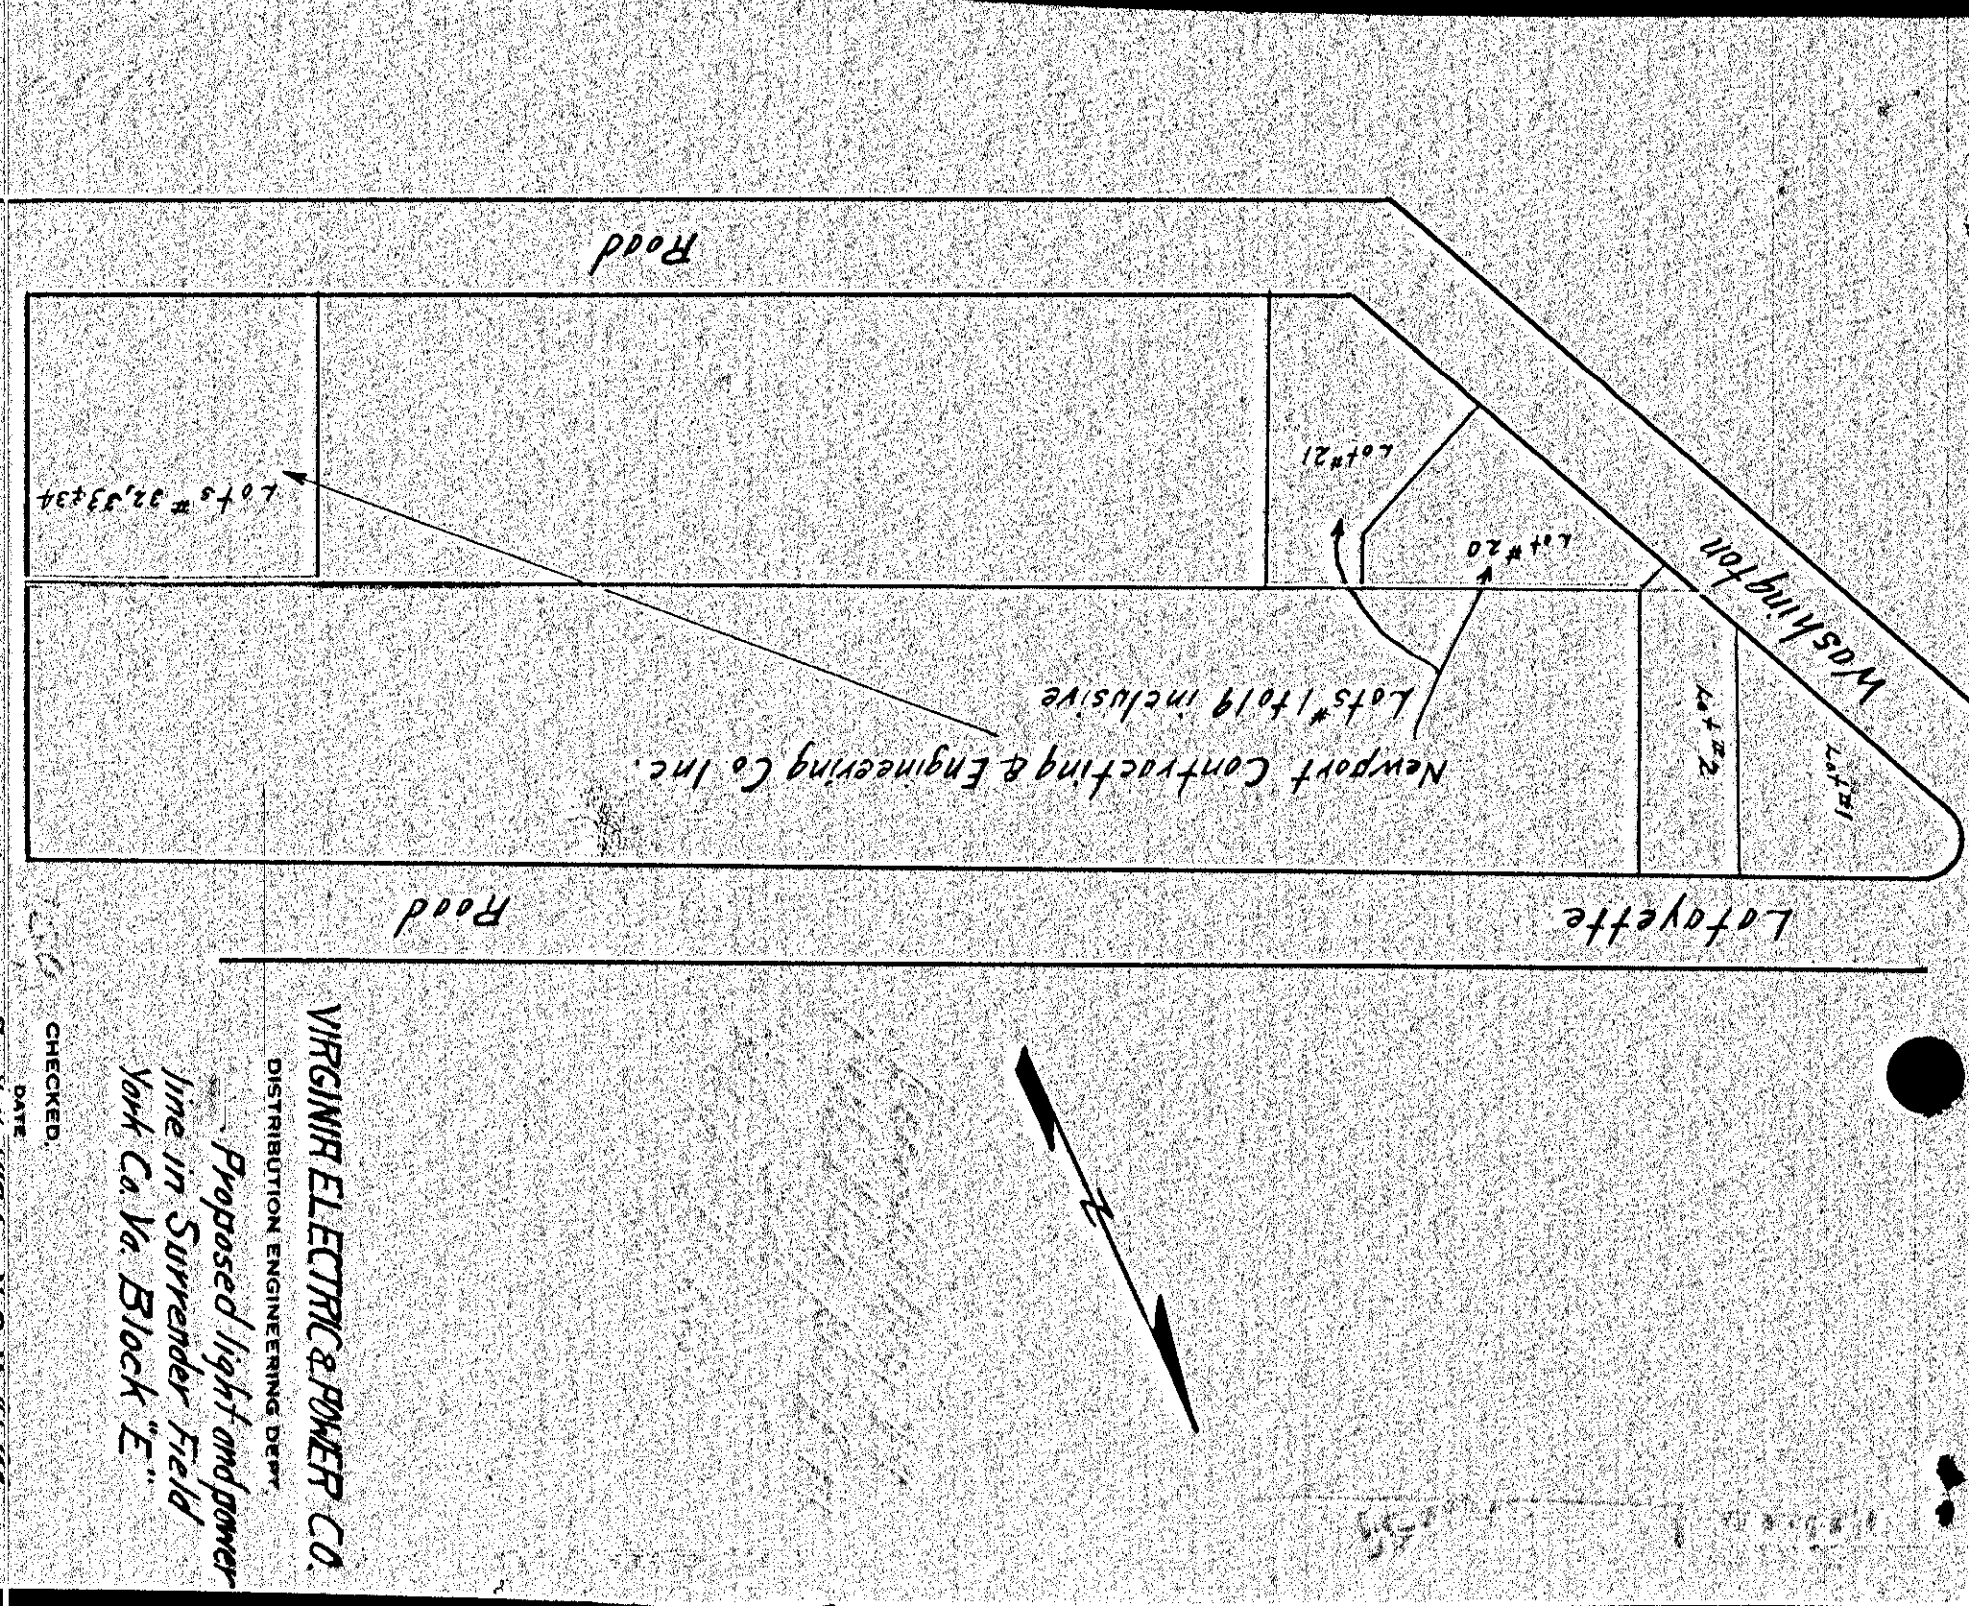 Lafayette
Road
Lot #1
Lot #2
Newport Contracting & Engineering Co. Inc.
Lots #1 to 19 inclusive
Washington
Lot #20
Lot #21
Lots # 32, 33 & 34
Road
VIRGINIA ELECTRIC & POWER CO.
DISTRIBUTION ENGINEERING DEPT.
Proposed light and power
line in Surrender Field
York Co. Va. Block "E"
CHECKED.
DATE
N